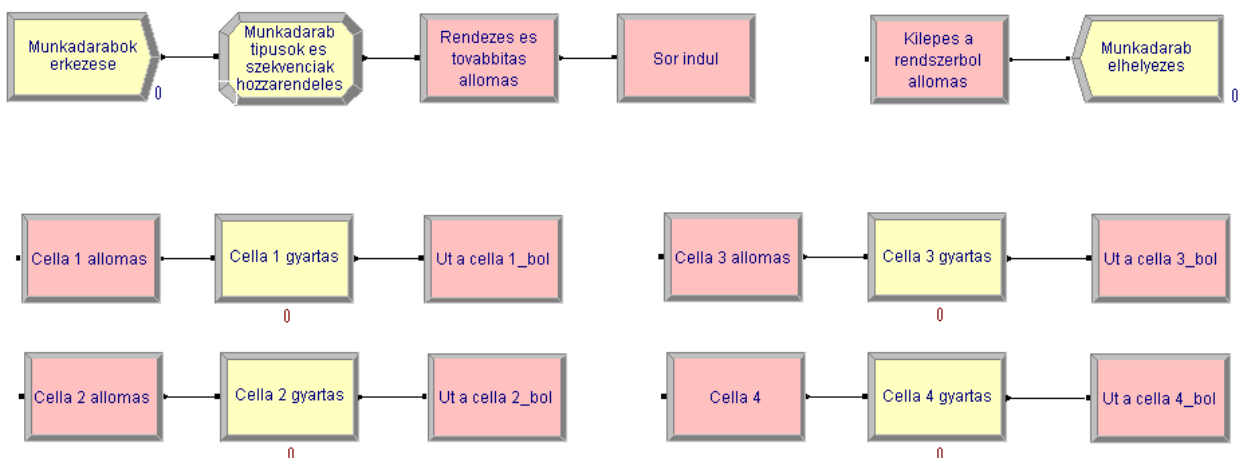 Munkadarabok
erkezese
0
Munkadarab
tipusok es
szekvenciak
hozzarendeles
Rendezes es
tovabbitas
allomas
Sor indul
Kilepes a
rendszerbol
allomas
Munkadarab
elhelyezes
0
Cella 1 allomas
Cella 1 gyartas
0
Ut a cella 1_bol
Cella 3 allomas
Cella 3 gyartas
0
Ut a cella 3_bol
Cella 2 allomas
Cella 2 gyartas
0
Ut a cella 2_bol
Cella 4
Cella 4 gyartas
0
Ut a cella 4_bol